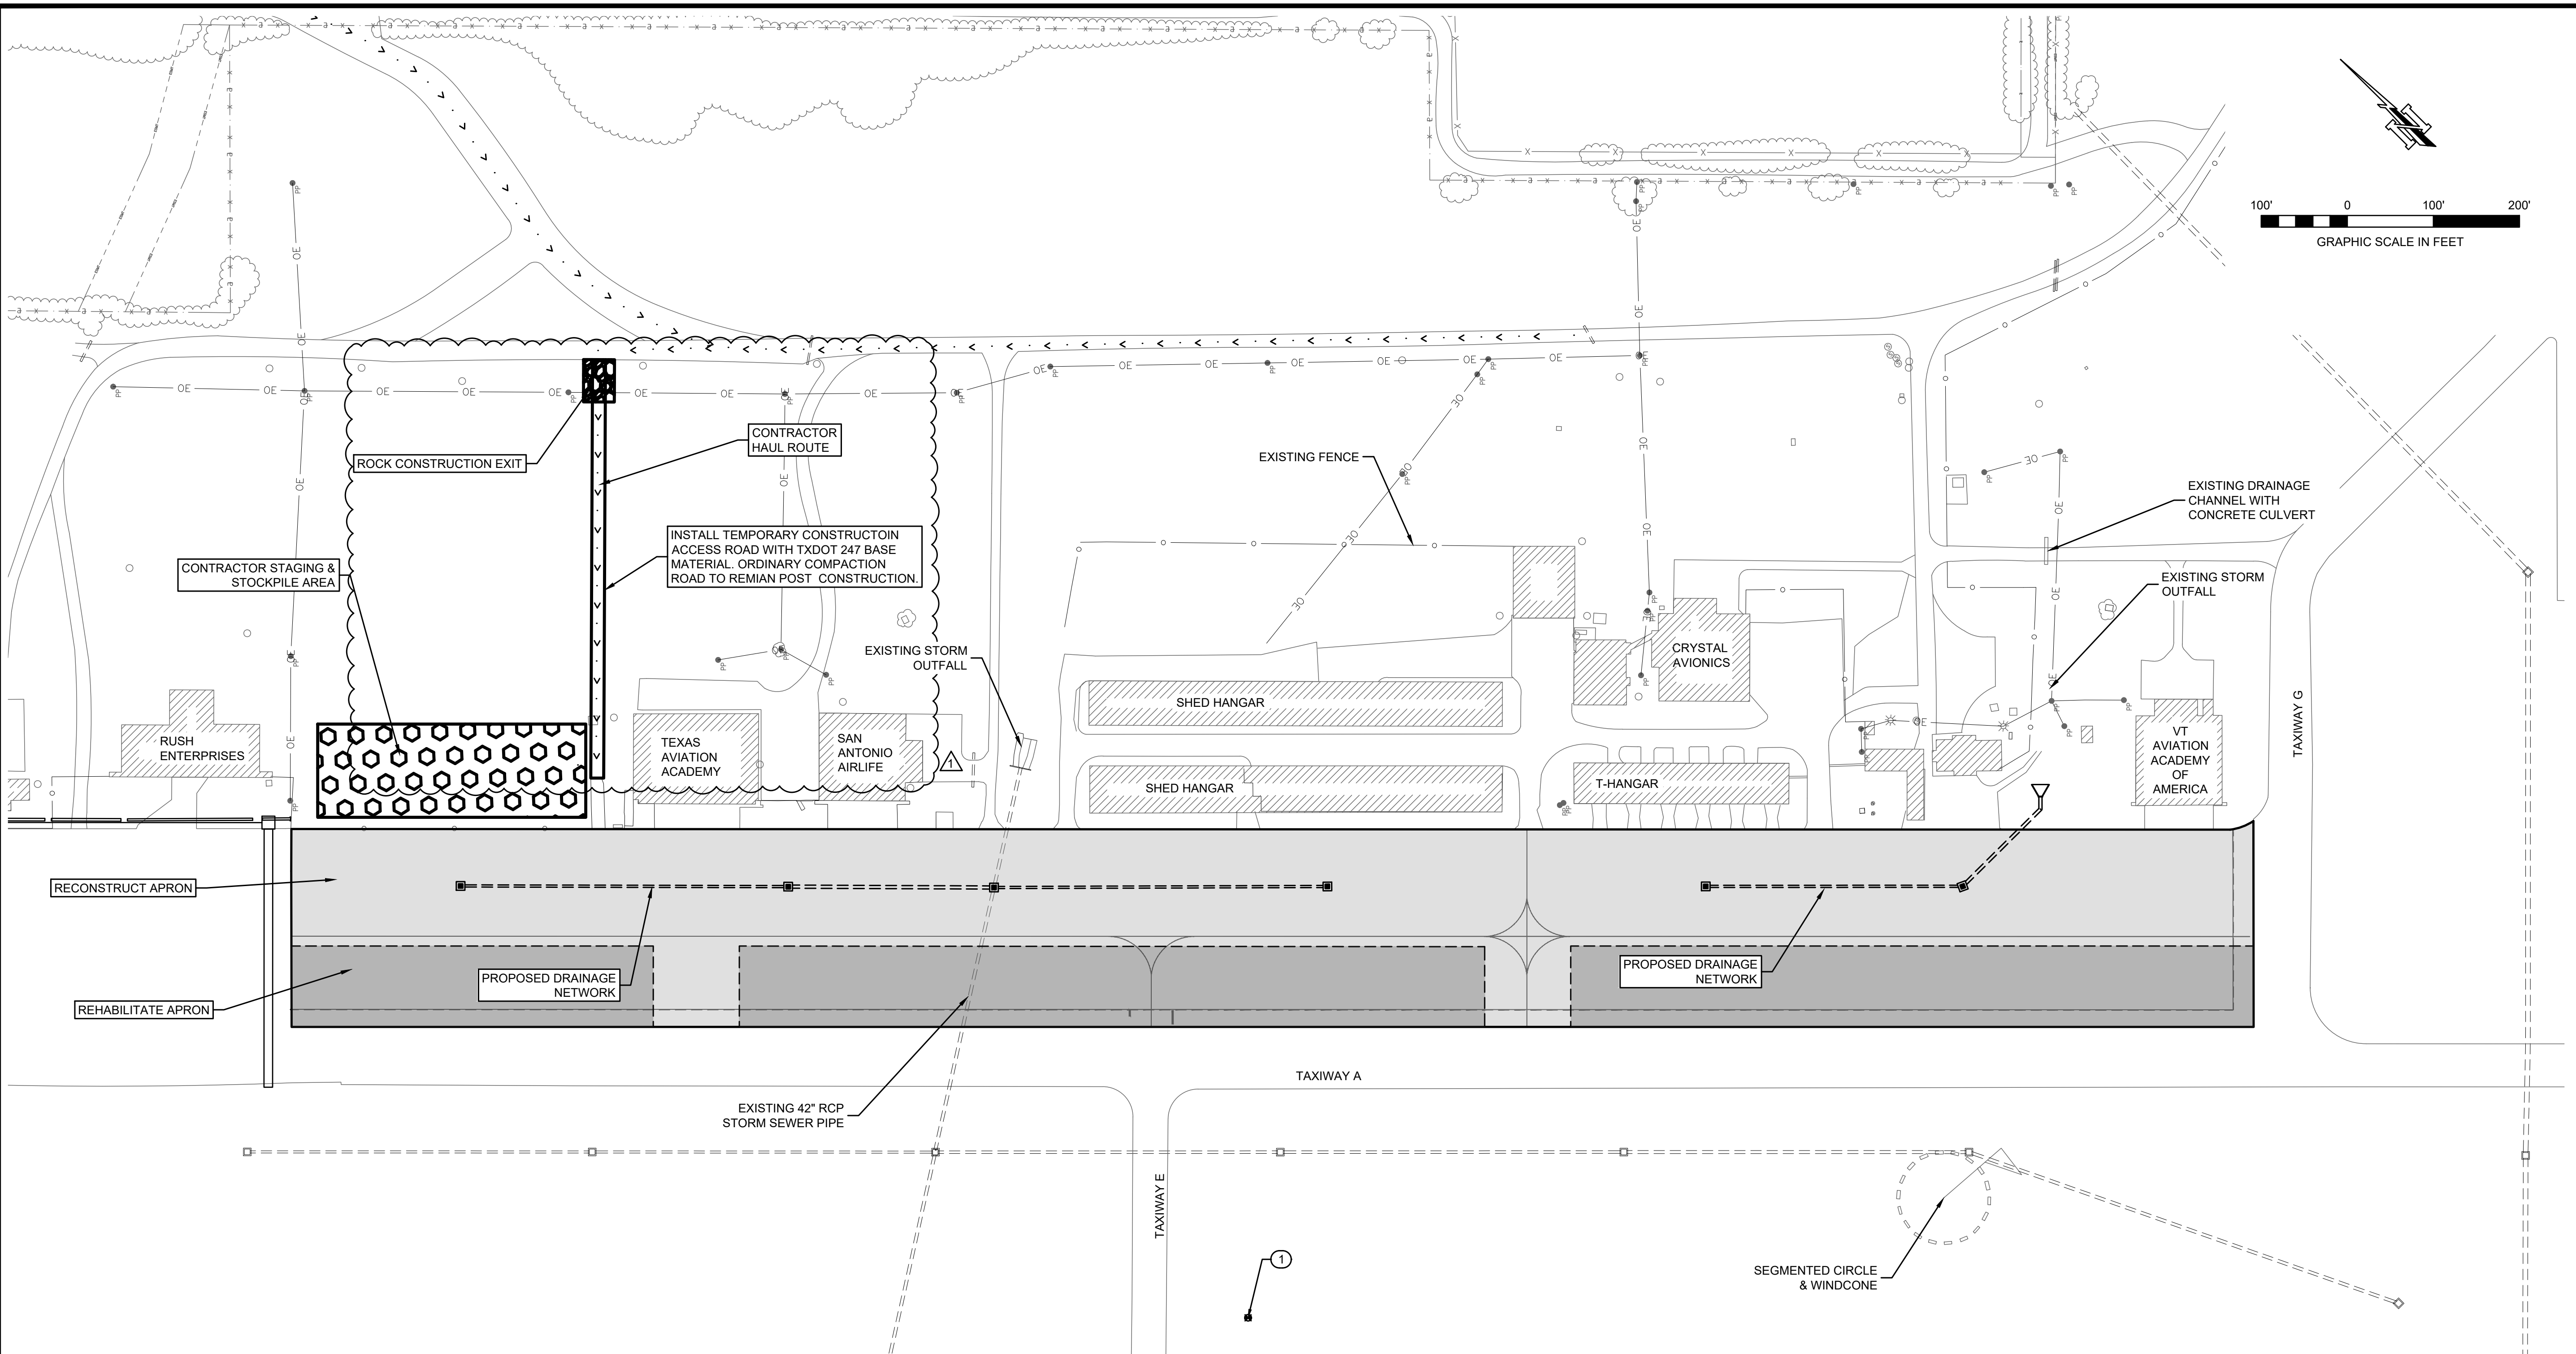 100' 0 100' 200'
GRAPHIC SCALE IN FEET
N
CONTRACTOR
HAUL ROUTE
ROCK CONSTRUCTION EXIT
EXISTING FENCE
EXISTING DRAINAGE
CHANNEL WITH
CONCRETE CULVERT
INSTALL TEMPORARY CONSTRUCTOIN
ACCESS ROAD WITH TXDOT 247 BASE
MATERIAL. ORDINARY COMPACTION
ROAD TO REMIAN POST CONSTRUCTION.
CONTRACTOR STAGING &
STOCKPILE AREA
EXISTING STORM
OUTFALL
EXISTING STORM
OUTFALL
CRYSTAL
AVIONICS
SHED HANGAR
RUSH
ENTERPRISES
TEXAS
AVIATION
ACADEMY
SAN
ANTONIO
AIRLIFE
1
SHED HANGAR
T-HANGAR
VT
AVIATION
ACADEMY
OF
AMERICA
TAXIWAY G
RECONSTRUCT APRON
PROPOSED DRAINAGE
NETWORK
PROPOSED DRAINAGE
NETWORK
REHABILITATE APRON
TAXIWAY A
EXISTING 42" RCP
STORM SEWER PIPE
TAXIWAY E
1
SEGMENTED CIRCLE
& WINDCONE